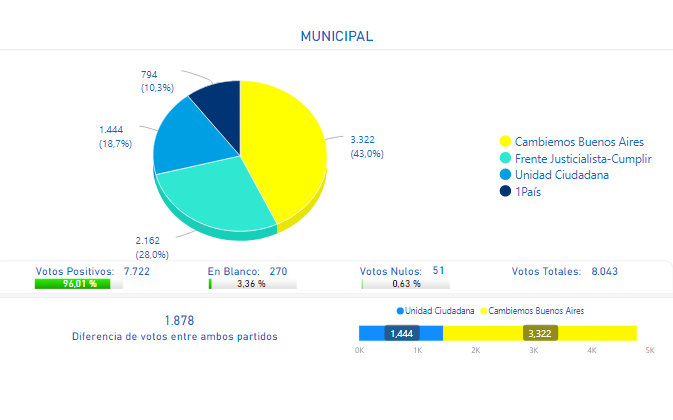 MUNICIPAL
794
(10,3%)
1.444
(18,7%)
3.322
(43,0%)
2.162
(28,0%)
Cambiemos Buenos Aires
Frente Justicialista-Cumplir
Unidad Ciudadana
1País
Votos Positivos: 7.722
96,01 %
En Blanco: 270
3,36 %
Votos Nulos: 51
0,63 %
Votos Totales: 8.043
1.878
Diferencia de votos entre ambos partidos
Unidad Ciudadana Cambiemos Buenos Aires
1,444 3,322
0K 1K 2K 3K 4K 5K